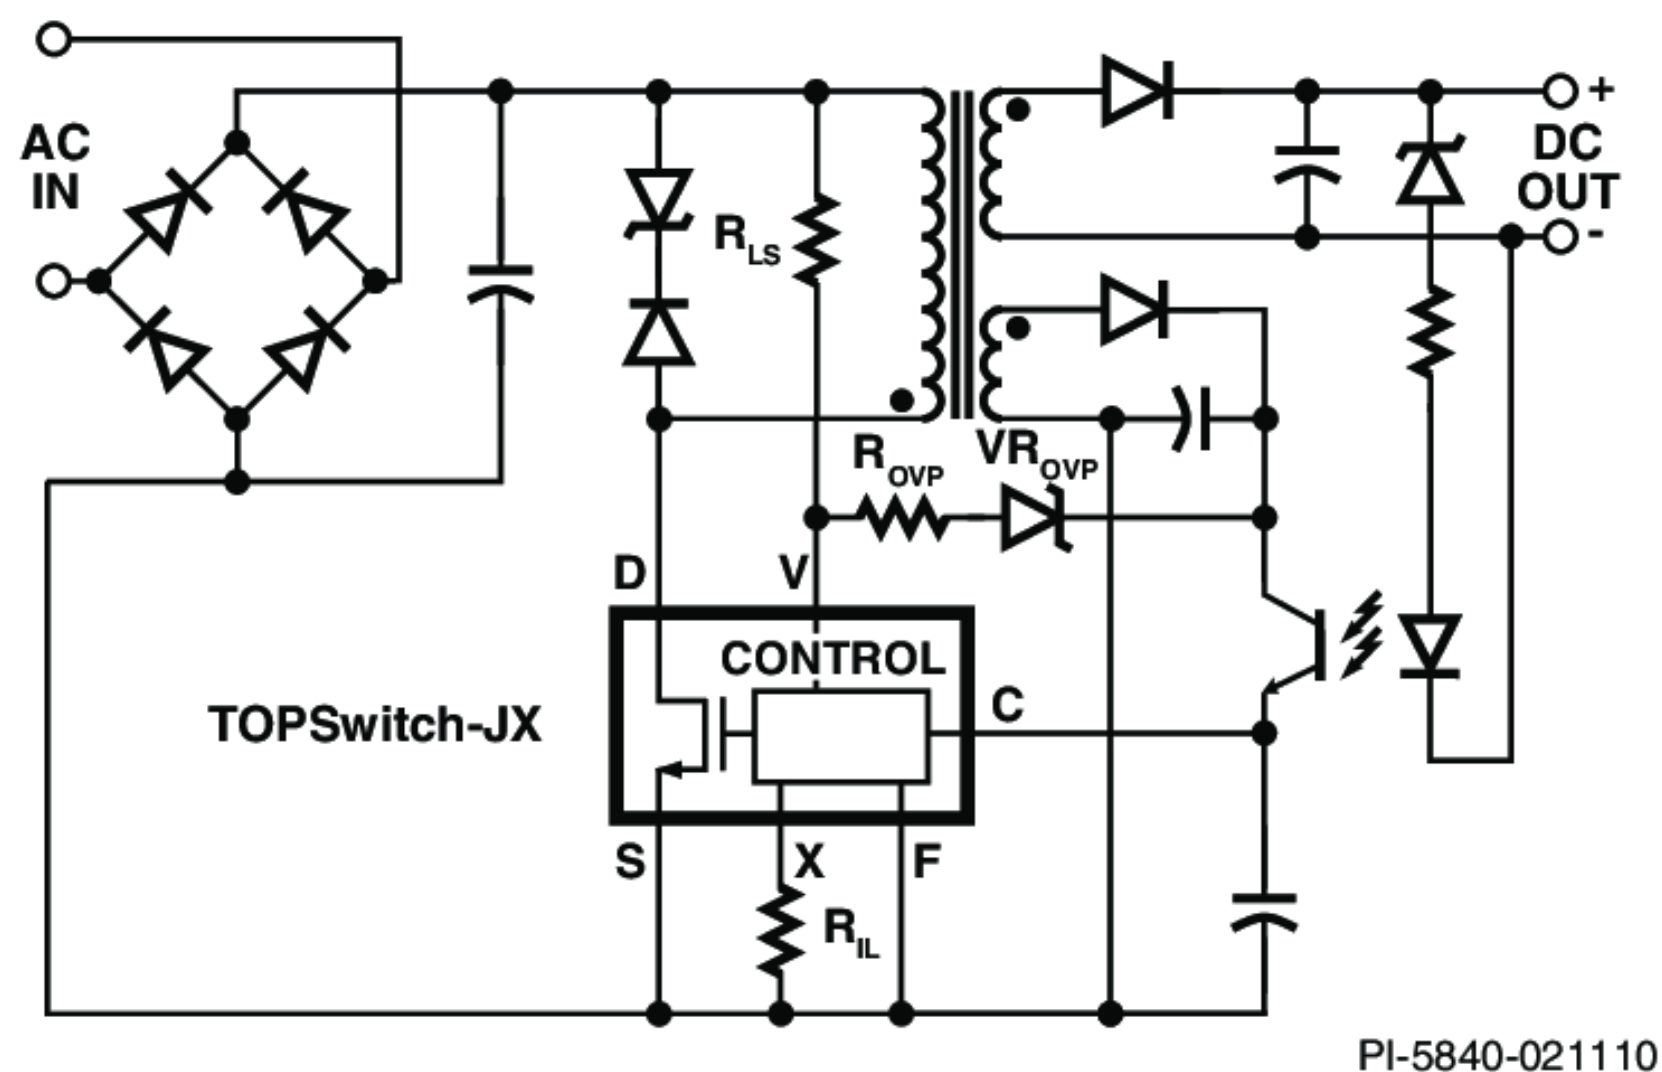 AC
IN
+
DC
OUT
-
RLS
ROVP
VROVP
D
V
CONTROL
C
TOPSwitch-JX
S
X
F
RIL
PI-5840-021110